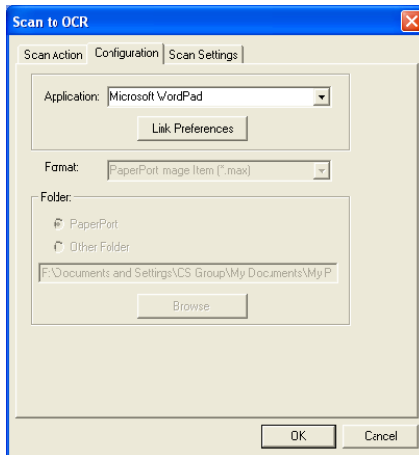 Scan to OCR
Scan Action Configuration Scan Settings
Application: Microsoft WordPad
Link Preferences
Format: PaperPort mage Item (*.max)
Folder:
PaperPort
Other Folder
F:\Documents and Settings\CS Group\My Documents\My P
Browse
OK Cancel